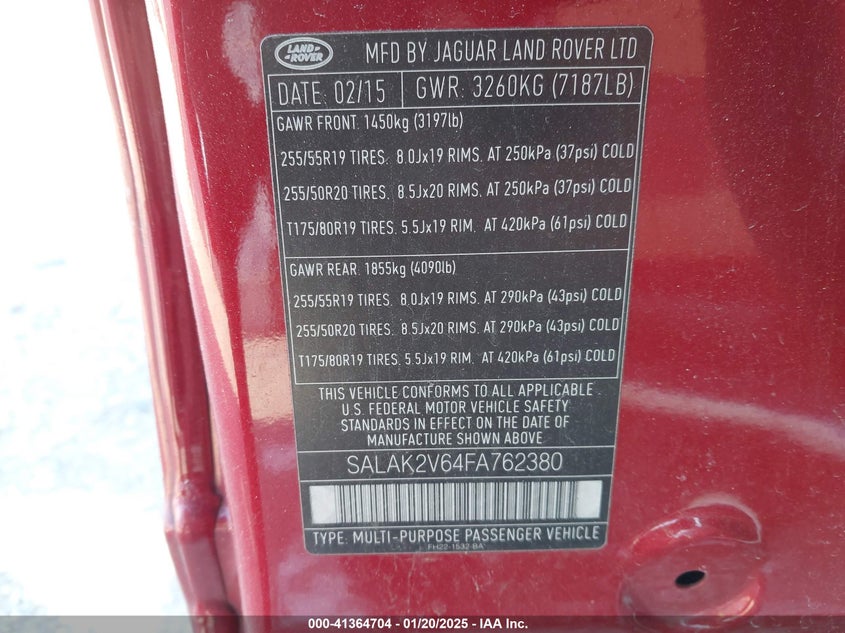 LAND ROVER
MFD BY JAGUAR LAND ROVER LTD
DATE: 02/15 GWR. 3260KG (7187LB)
GAWR FRONT. 1450kg (3197lb)
255/55R19 TIRES. 8.0Jx19 RIMS. AT 250kPa (37psi) COLD
255/50R20 TIRES. 8.5Jx20 RIMS. AT 250kPa (37psi) COLD
T175/80R19 TIRES. 5.5Jx19 RIM. AT 420kPa (61psi) COLD
GAWR REAR. 1855kg (4090lb)
255/55R19 TIRES. 8.0Jx19 RIMS. AT 290kPa (43psi) COLD
255/50R20 TIRES. 8.5Jx20 RIMS. AT 290kPa (43psi) COLD
T175/80R19 TIRES. 5.5Jx19 RIM. AT 420kPa (61psi) COLD
THIS VEHICLE CONFORMS TO ALL APPLICABLE
U.S. FEDERAL MOTOR VEHICLE SAFETY
STANDARDS IN EFFECT ON THE DATE OF
MANUFACTURE SHOWN ABOVE
SALAK2V64FA762380
TYPE: MULTI-PURPOSE PASSENGER VEHICLE
FH22-1532-BA
000-41364704 - 01/20/2025 - IAA Inc.